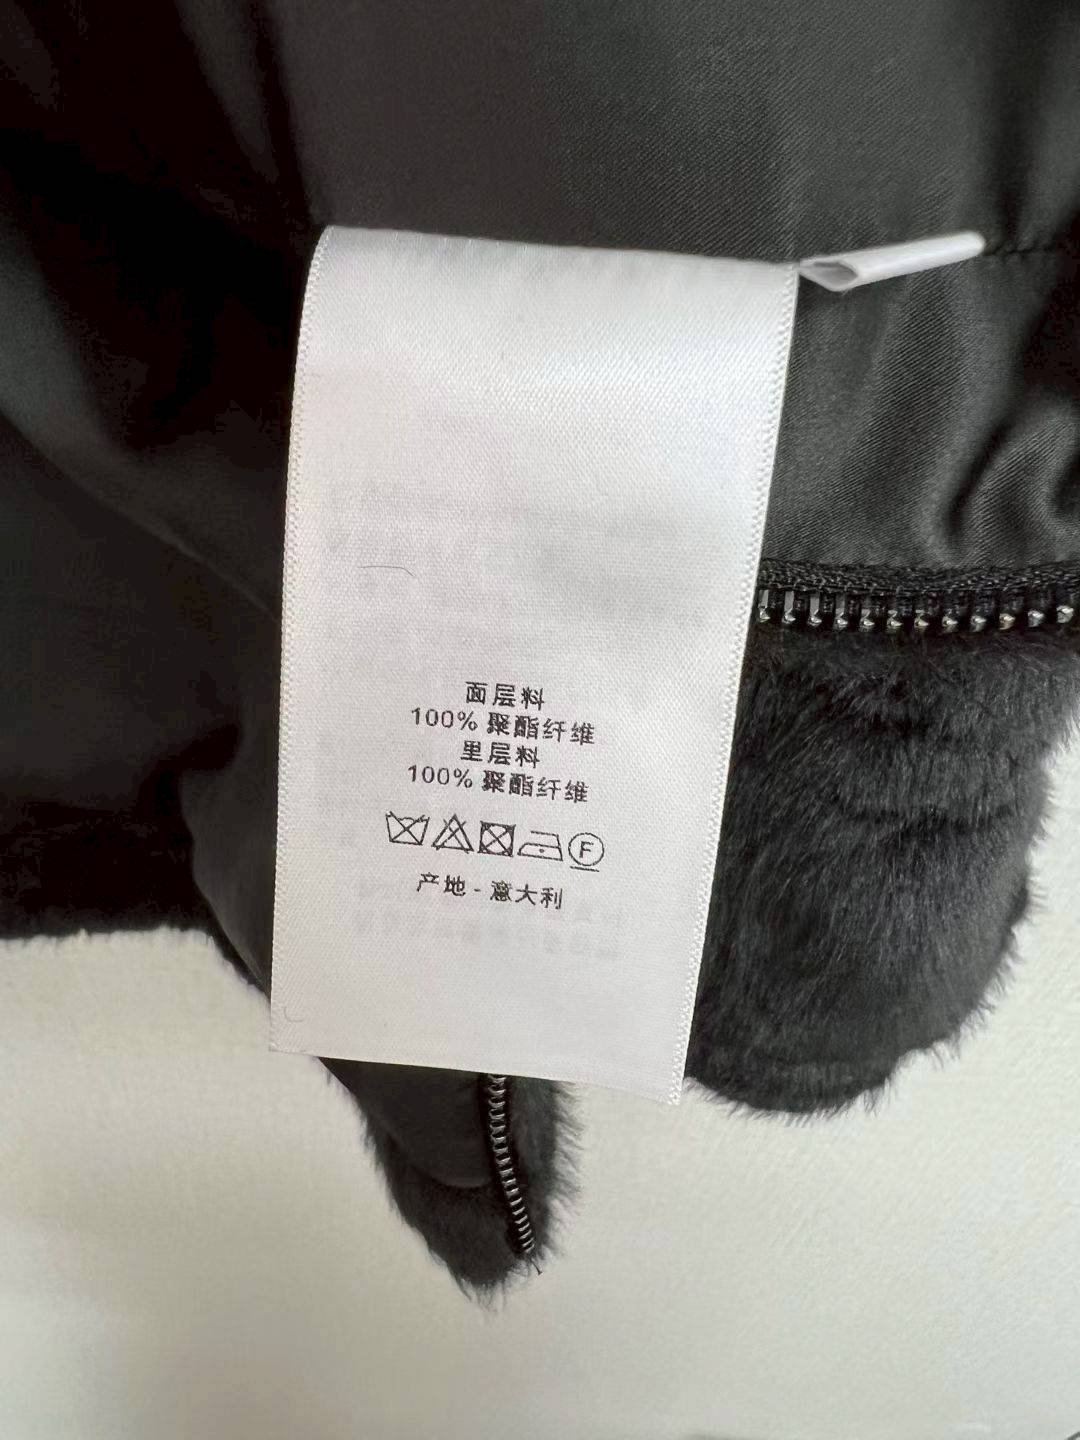 面层料
100% 聚酯纤维
里层料
100% 聚酯纤维
F
产地 - 意大利